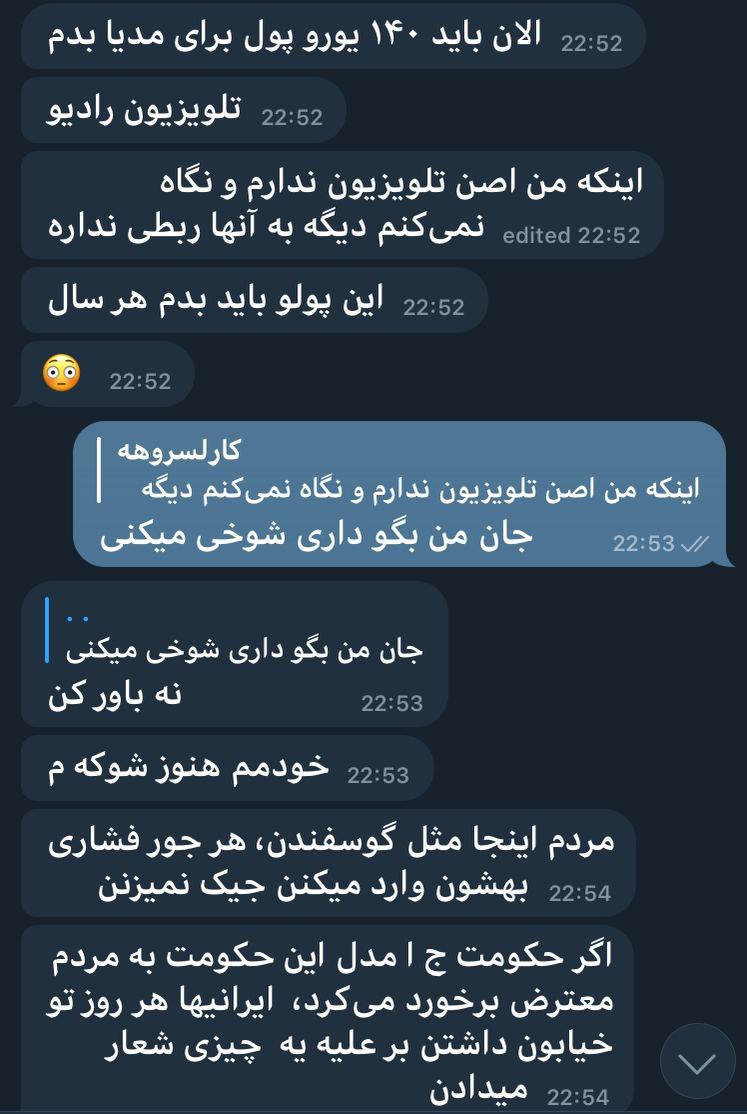 الان باید ۱۴۰ یورو پول برای مدیا بدم 22:52
تلویزیون رادیو 22:52
اینکه من اصن تلویزیون ندارم و نگاه
نمی‌کنم دیگه به آنها ربطی نداره edited 22:52
این پولو باید بدم هر سال 22:52
😳 22:52
کارلسروهه
اینکه من اصن تلویزیون ندارم و نگاه نمی‌کنم دیگه
جان من بگو داری شوخی میکنی 22:53
. .
جان من بگو داری شوخی میکنی
نه باور کن 22:53
خودمم هنوز شوکه م 22:53
مردم اینجا مثل گوسفندن، هر جور فشاری
بهشون وارد میکنن جیک نمیزنن 22:54
اگر حکومت ج ا مدل این حکومت به مردم
معترض برخورد می‌کرد، ایرانیها هر روز تو
خیابون داشتن بر علیه یه چیزی شعار
میدادن 22:54